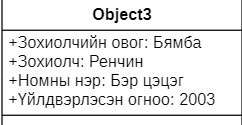 Object3
+Зохиолчийн овог: Бямба
+Зохиолч: Ренчин
+Номны нэр: Бэр цэцэг
+Үйлдвэрлэсэн огноо: 2003